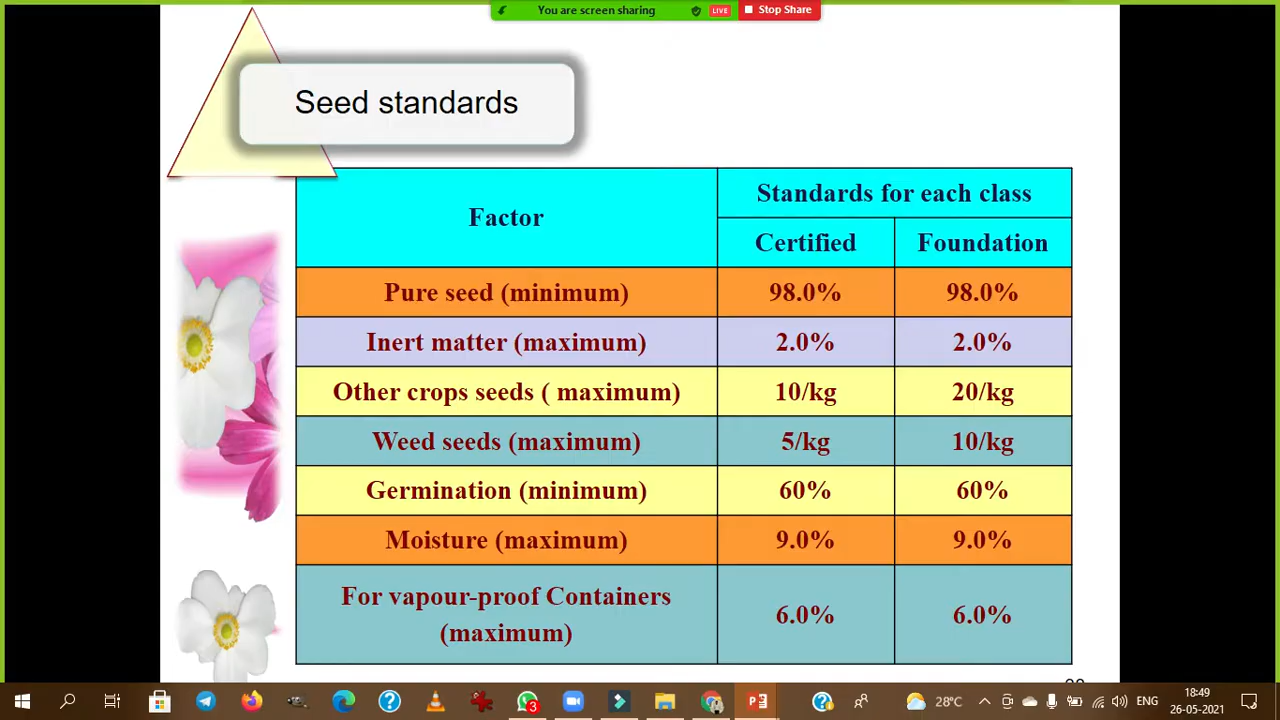 You are screen sharing LIVE Stop Share
Seed standards
Factor
Standards for each class
Certified Foundation
Pure seed (minimum) 98.0% 98.0%
Inert matter (maximum) 2.0% 2.0%
Other crops seeds ( maximum) 10/kg 20/kg
Weed seeds (maximum) 5/kg 10/kg
Germination (minimum) 60% 60%
Moisture (maximum) 9.0% 9.0%
For vapour-proof Containers
(maximum) 6.0% 6.0%
3 28°C ENG 18:49
26-05-2021